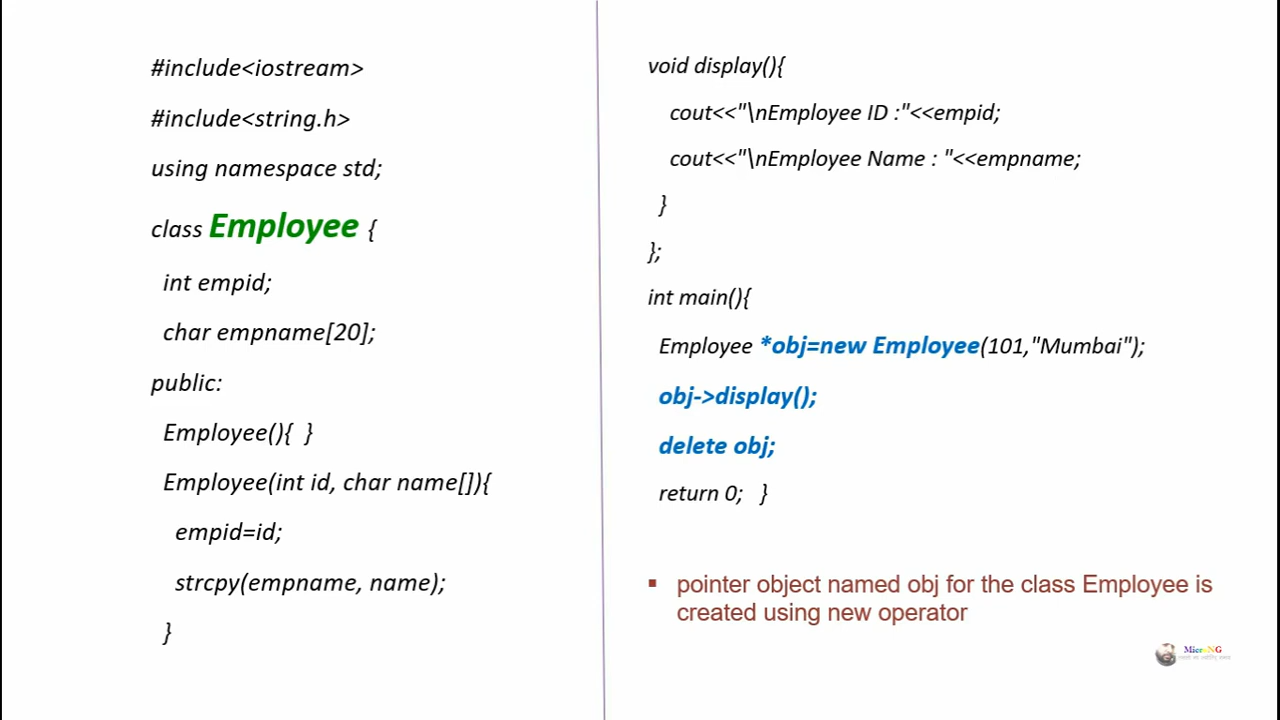 #include<iostream>
#include<string.h>
using namespace std;
class Employee {
int empid;
char empname[20];
public:
Employee(){ }
Employee(int id, char name[]){
empid=id;
strcpy(empname, name);
}
void display(){
cout<<"\nEmployee ID :"<<empid;
cout<<"\nEmployee Name : "<<empname;
}
};
int main(){
Employee *obj=new Employee(101,"Mumbai");
obj->display();
delete obj;
return 0; }
▪ pointer object named obj for the class Employee is
created using new operator